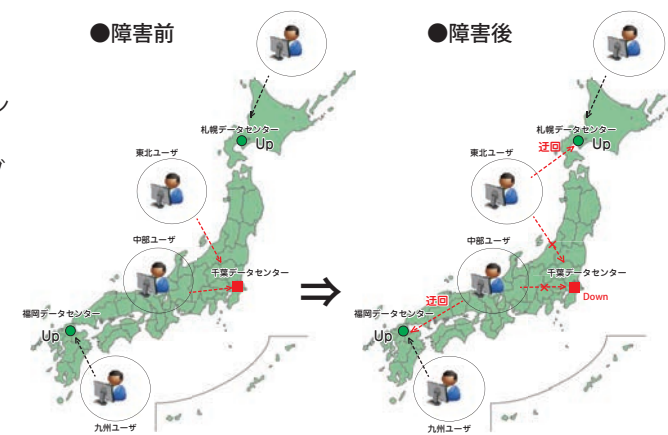 ●障害前
札幌データセンター
Up
東北ユーザ
中部ユーザ
千葉データセンター
福岡データセンター
Up
九州ユーザ
⇒
●障害後
札幌データセンター
Up
迂回
東北ユーザ
中部ユーザ
千葉データセンター
Down
迂回
福岡データセンター
Up
九州ユーザ